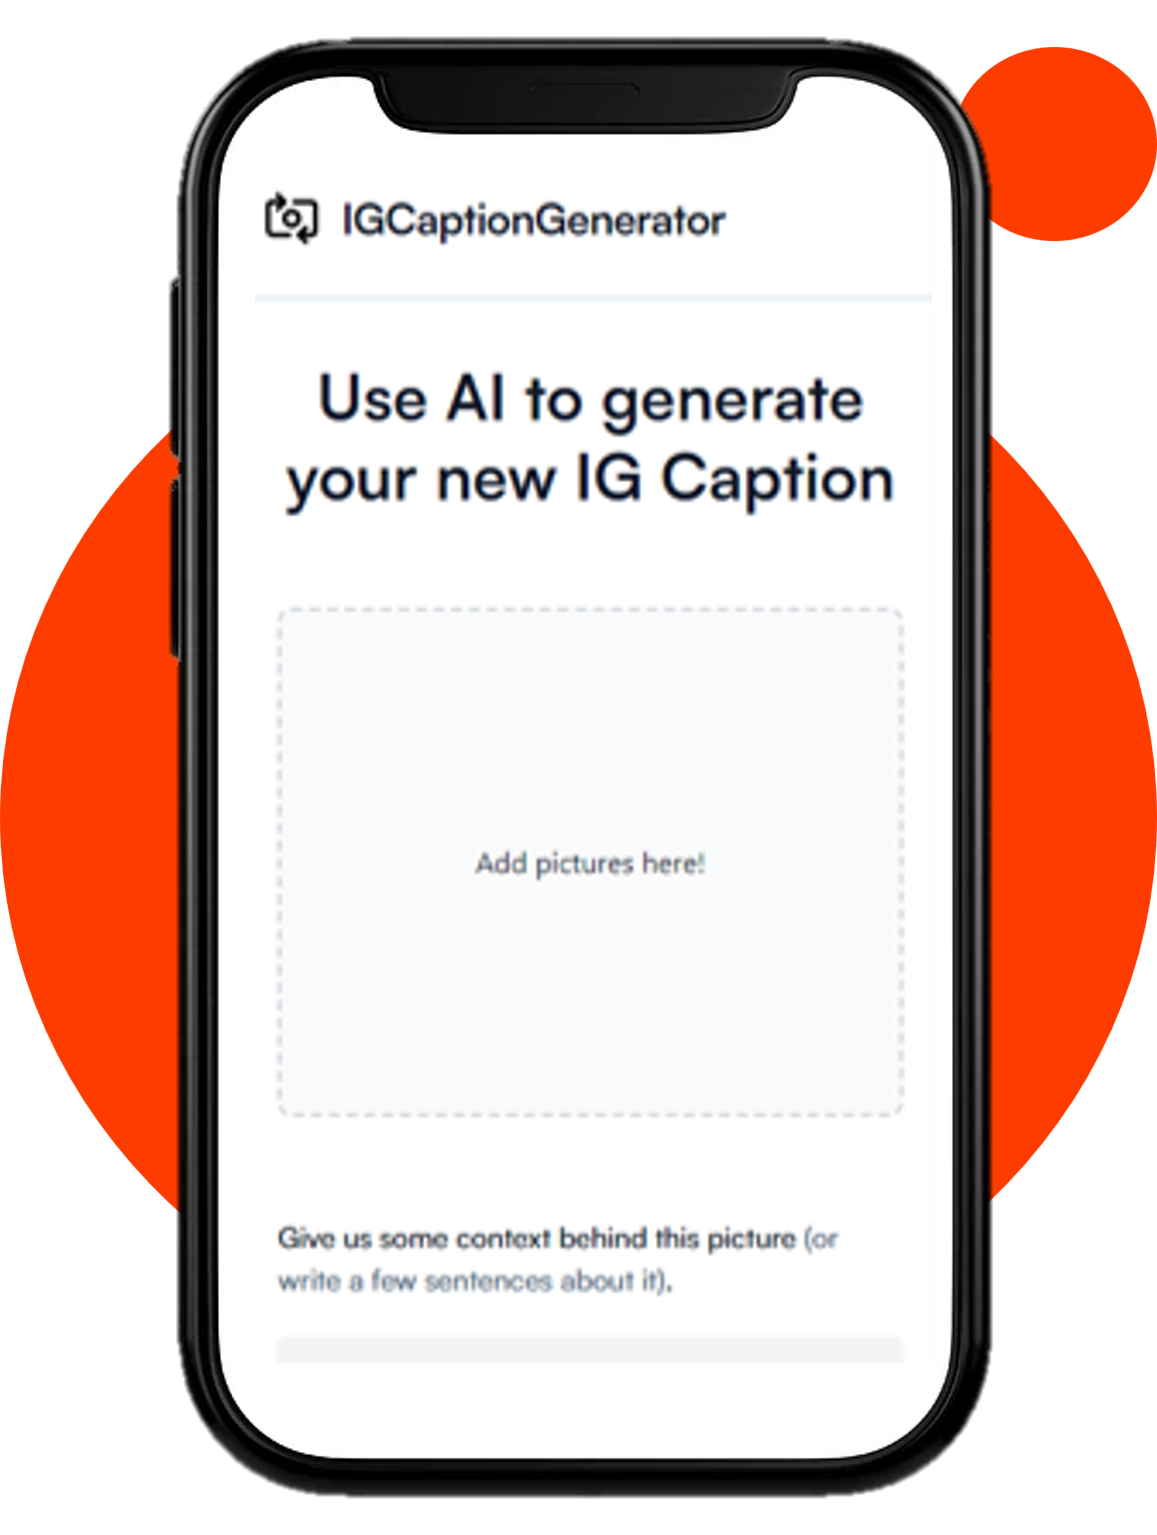 IGCaptionGenerator
Use AI to generate
your new IG Caption
Add pictures here!
Give us some context behind this picture (or
write a few sentences about it).